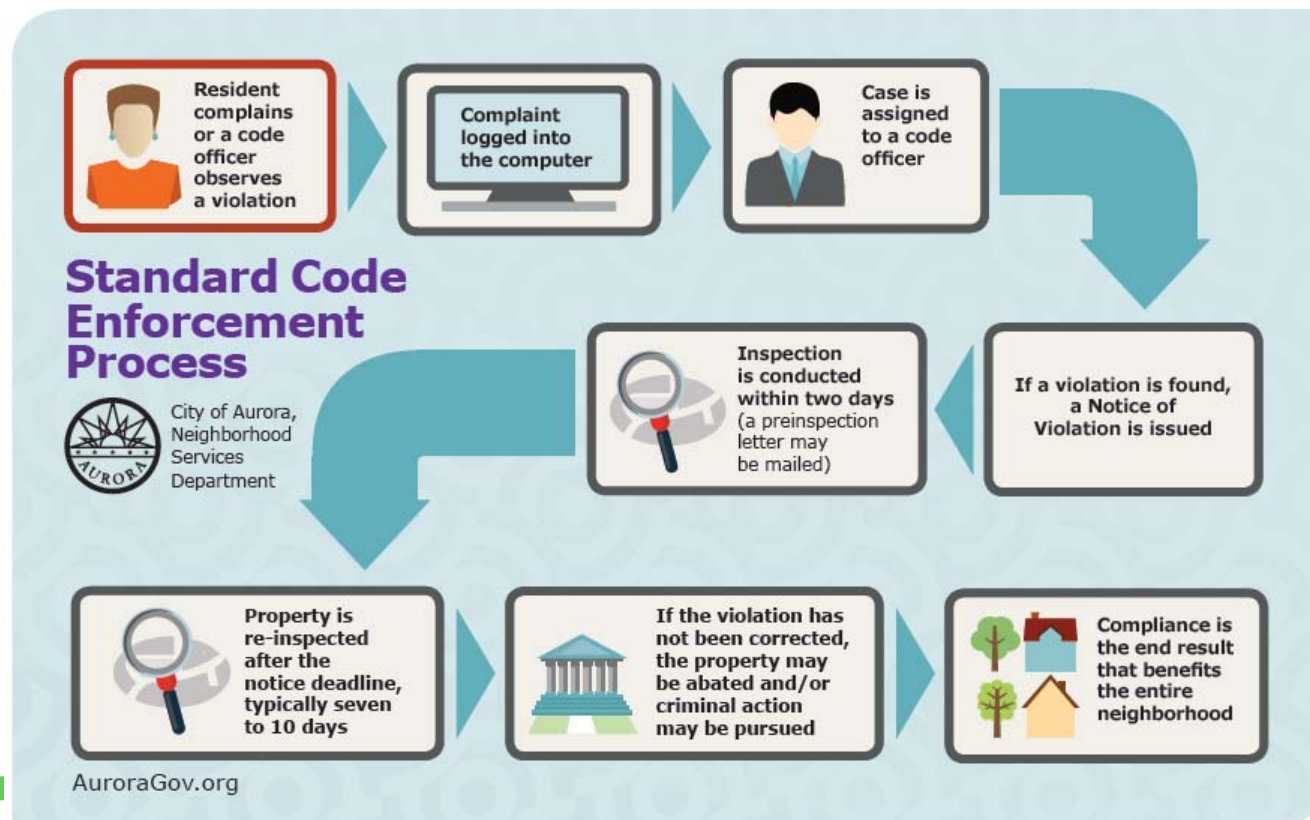 Resident
complains
or a code
officer
observes
a violation
Complaint
logged into
the computer
Case is
assigned
to a code
officer
Standard Code
Enforcement
Process
AURORA
City of Aurora,
Neighborhood
Services
Department
If a violation is found,
a Notice of
Violation is issued
Inspection
is conducted
within two days
(a preinspection
letter may
be mailed)
Property is
re-inspected
after the
notice deadline,
typically seven
to 10 days
If the violation has
not been corrected,
the property may
be abated and/or
criminal action
may be pursued
Compliance is
the end result
that benefits
the entire
neighborhood
AuroraGov.org